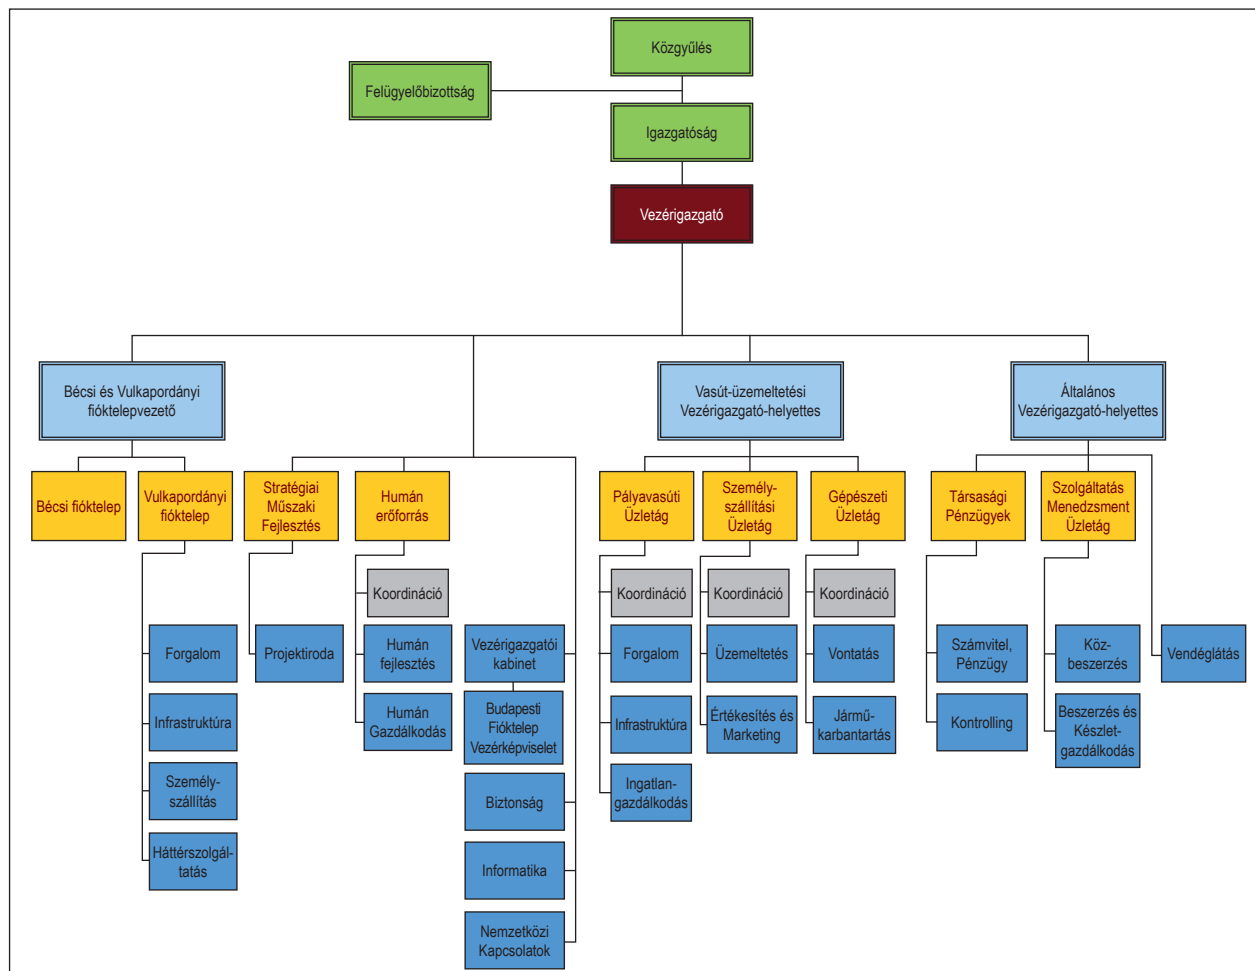 Közgyűlés
Felügyelőbizottság
Igazgatóság
Vezérigazgató
Bécsi és Vulkapordányi
fióktelepvezető
Vasút-üzemeltetési
Vezérigazgató-helyettes
Általános
Vezérigazgató-helyettes
Bécsi fióktelep
Vulkapordányi
fióktelep
Stratégiai
Műszaki
Fejlesztés
Humán
erőforrás
Pályavasúti
Üzletág
Személy-
szállítási
Üzletág
Gépészeti
Üzletág
Társasági
Pénzügyek
Szolgáltatás
Menedzsment
Üzletág
Koordináció
Koordináció
Koordináció
Koordináció
Forgalom
Projektiroda
Humán
fejlesztés
Vezérigazgatói
kabinet
Forgalom
Üzemeltetés
Vontatás
Számvitel,
Pénzügy
Köz-
beszerzés
Vendéglátás
Infrastruktúra
Humán
Gazdálkodás
Budapesti
Fióktelep
Vezérképviselet
Infrastruktúra
Értékesítés és
Marketing
Jármű-
karbantartás
Kontrolling
Beszerzés és
Készlet-
gazdálkodás
Személy-
szállítás
Biztonság
Ingatlan-
gazdálkodás
Háttérszolgál-
tatás
Informatika
Nemzetközi
Kapcsolatok